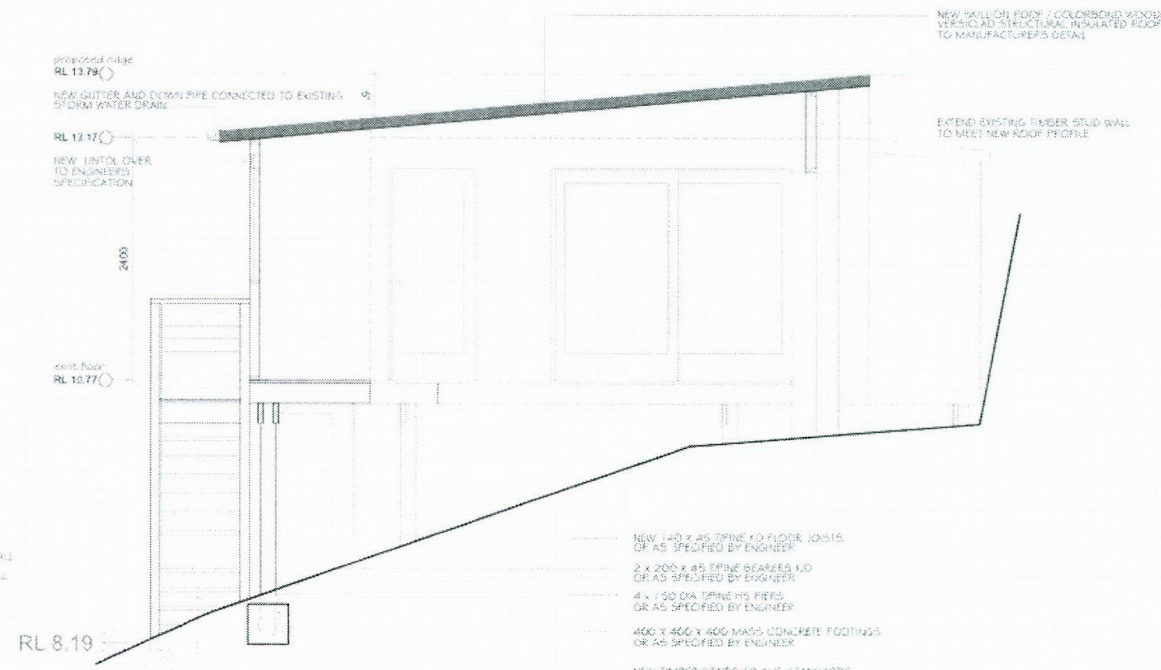 NEW SKILLION ROOF / COLORBOND
VERSICLAD STRUCTURAL INSULATED ROOF
TO MANUFACTURERS DETAIL
proposed ridge
RL 13.79
NEW GUTTER AND DOWN PIPE CONNECTED TO EXISTING
STORM WATER DRAIN
RL 13.17
NEW LINTOL OVER
TO ENGINEERS
SPECIFICATION
EXTEND EXISTING TIMBER STUD WALL
TO MEET NEW ROOF PROFILE
2400
exist floor
RL 10.77
NEW 140 X 45 T/PINE KD FLOOR JOISTS
OR AS SPECIFIED BY ENGINEER
2 x 200 x 45 T/PINE BEARERS KD
OR AS SPECIFIED BY ENGINEER
4 x 150 DIA T/PINE H5 PIERS
OR AS SPECIFIED BY ENGINEER
400 X 400 X 400 MASS CONCRETE FOOTINGS
OR AS SPECIFIED BY ENGINEER
RL 8.19